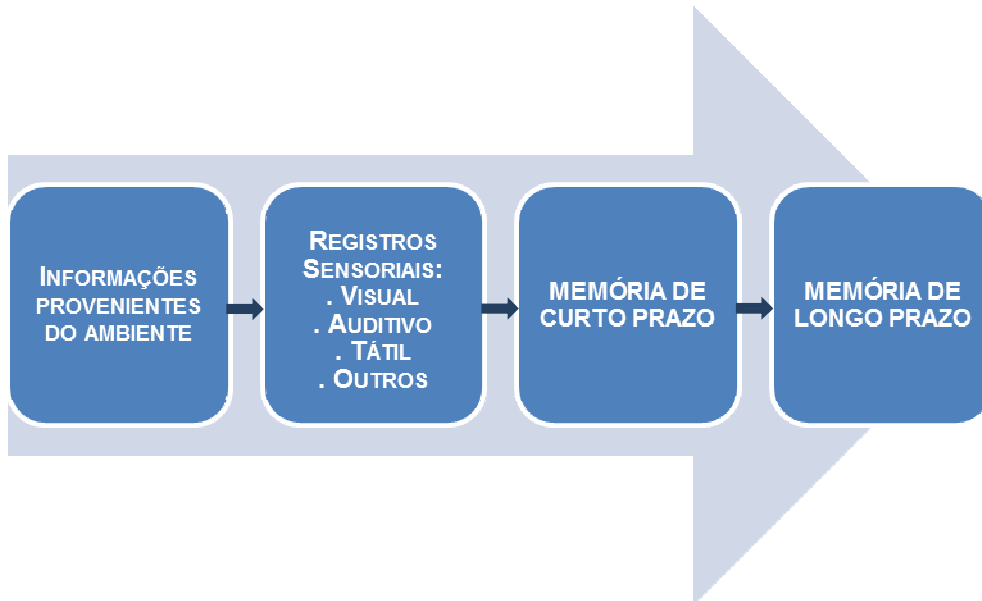 INFORMAÇÕES
PROVENIENTES
DO AMBIENTE
REGISTROS
SENSORIAIS:
. VISUAL
. AUDITIVO
. TÁTIL
. OUTROS
MEMÓRIA DE
CURTO PRAZO
MEMÓRIA DE
LONGO PRAZO